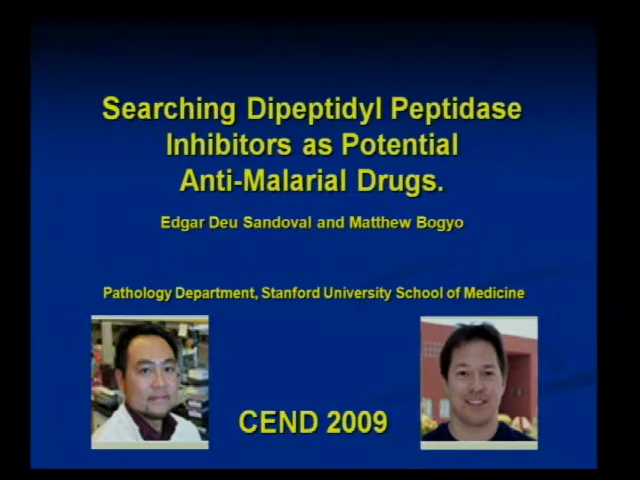 Searching Dipeptidyl Peptidase
Inhibitors as Potential
Anti-Malarial Drugs.
Edgar Deu Sandoval and Matthew Bogyo
Pathology Department, Stanford University School of Medicine
CEND 2009